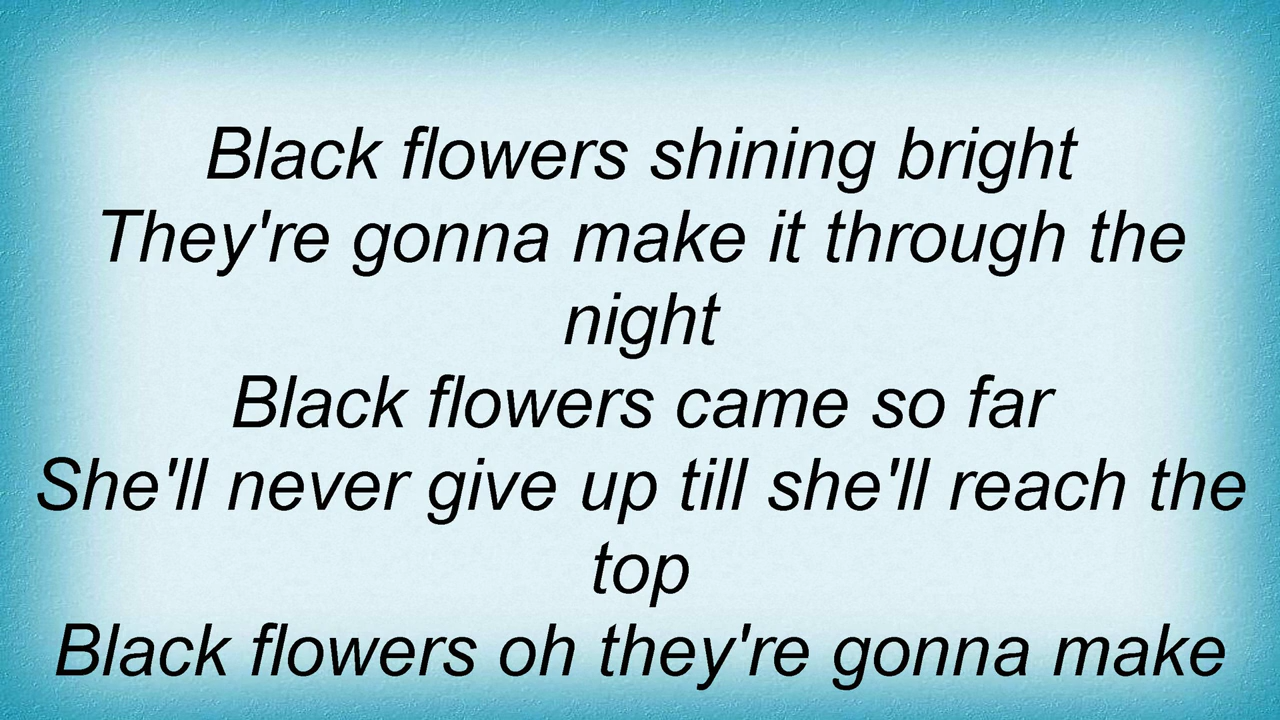 Black flowers shining bright
They're gonna make it through the
night
Black flowers came so far
She'll never give up till she'll reach the
top
Black flowers oh they're gonna make